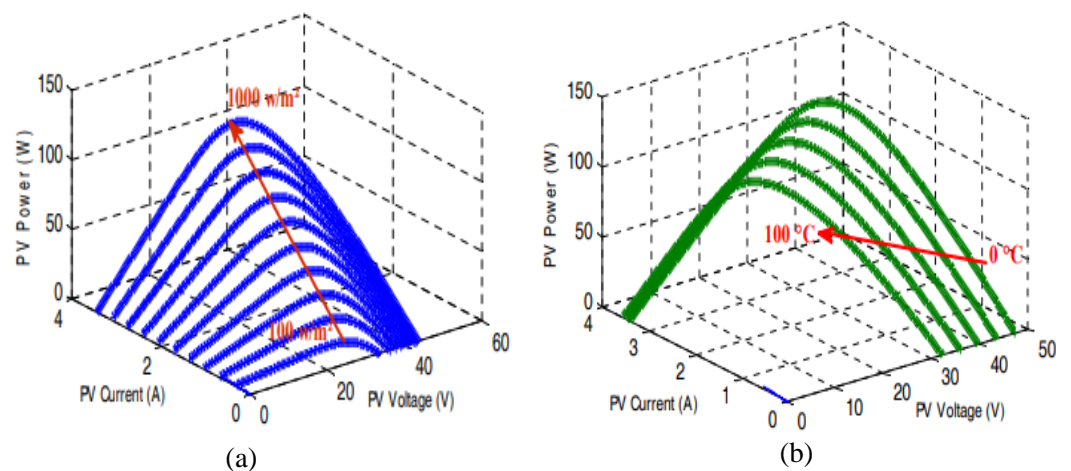 150
100
50
0
PV Power (W)
4
2
0
PV Current (A)
0
20
40
60
PV Voltage (V)
1000 w/m²
100 w/m²
(a)
150
100
50
0
PV Power (W)
4
3
2
1
0
PV Current (A)
0
10
20
30
40
50
PV Voltage (V)
100 °C
0 °C
(b)